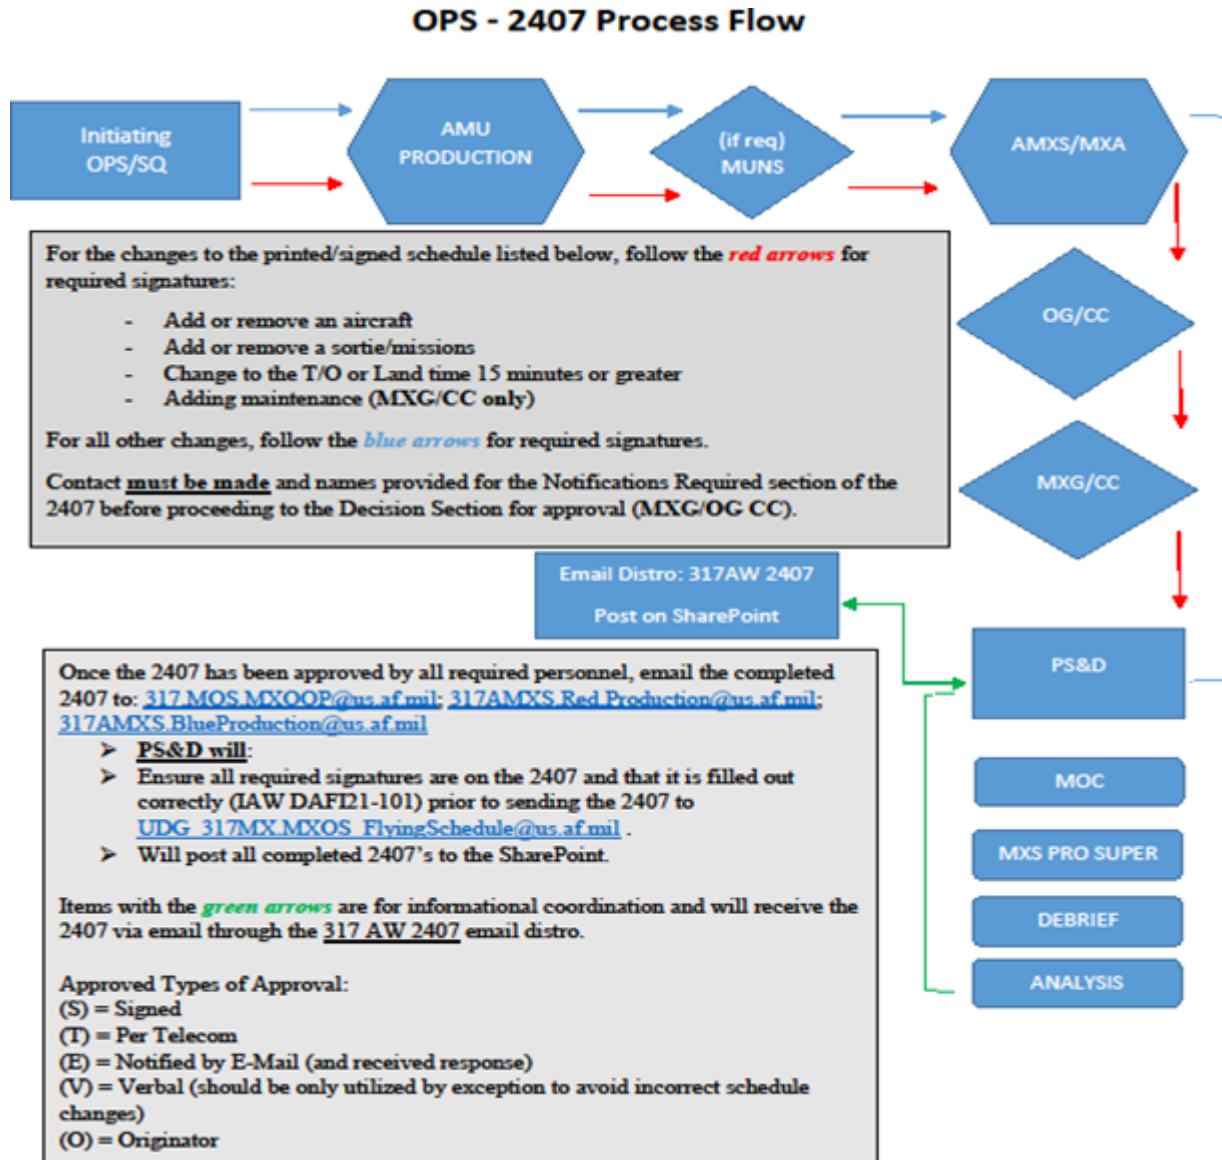 OPS - 2407 Process Flow
Initiating
OPS/SQ
AMU
PRODUCTION
(if req)
MUNS
AMXS/MXA
For the changes to the printed/signed schedule listed below, follow the red arrows for
required signatures:
- Add or remove an aircraft
- Add or remove a sortie/missions
- Change to the T/O or Land time 15 minutes or greater
- Adding maintenance (MXG/CC only)
For all other changes, follow the blue arrows for required signatures.
Contact must be made and names provided for the Notifications Required section of the
2407 before proceeding to the Decision Section for approval (MXG/OG CC).
OG/CC
MXG/CC
Email Distro: 317AW 2407
Post on SharePoint
PS&D
MOC
MXS PRO SUPER
DEBRIEF
ANALYSIS
Once the 2407 has been approved by all required personnel, email the completed
2407 to: 317.MOS.MXOOP@us.af.mil; 317AMXS.Red.Production@us.af.mil;
317AMXS.BlueProduction@us.af.mil
➢ PS&D will:
➢ Ensure all required signatures are on the 2407 and that it is filled out
correctly (IAW DAFI21-101) prior to sending the 2407 to
UDG_317MX.MXOS_FlyingSchedule@us.af.mil .
➢ Will post all completed 2407's to the SharePoint.
Items with the green arrows are for informational coordination and will receive the
2407 via email through the 317 AW 2407 email distro.
Approved Types of Approval:
(S) = Signed
(T) = Per Telecom
(E) = Notified by E-Mail (and received response)
(V) = Verbal (should be only utilized by exception to avoid incorrect schedule
changes)
(O) = Originator